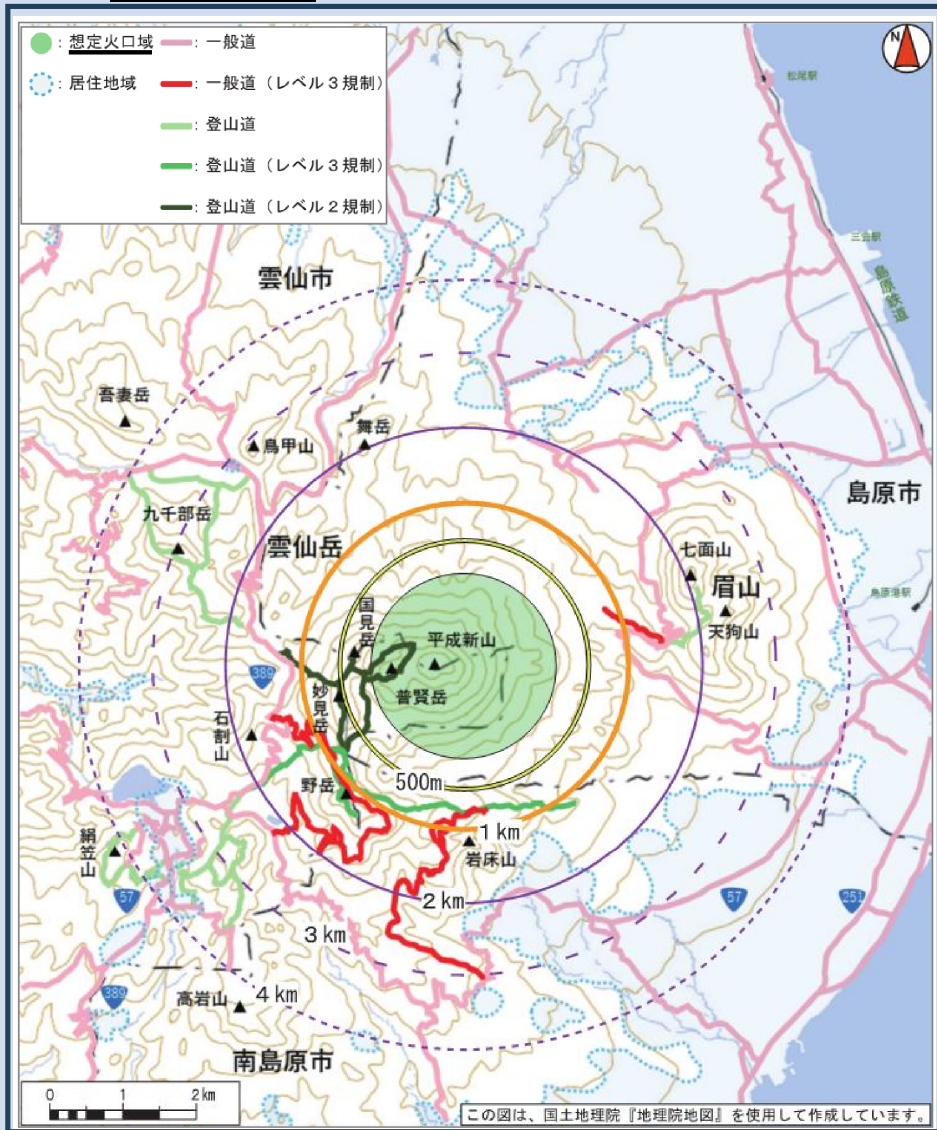 : 想定火口域
: 一般道
: 居住地域
: 一般道（レベル３規制）
: 登山道
: 登山道（レベル３規制）
: 登山道（レベル２規制）
N
松尾駅
三会駅
島原鉄道
雲仙市
吾妻岳
鳥甲山
舞岳
島原市
九千部岳
雲仙岳
七面山
眉山
島原港駅
天狗山
国見岳
平成新山
普賢岳
389
妙見岳
石割山
野岳
500m
1 km
岩床山
絹笠山
57
2 km
57
251
3 km
389
高岩山
4 km
南島原市
0 1 2km
この図は、国土地理院『地理院地図』を使用して作成しています。